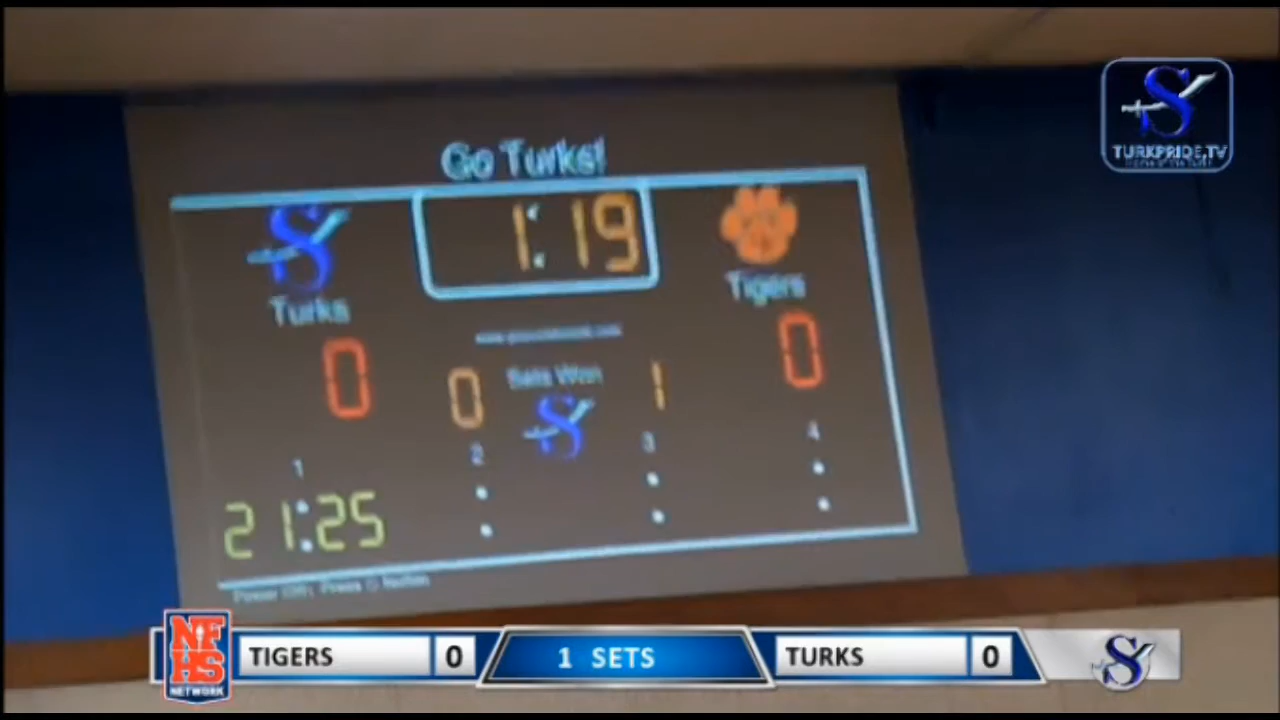 S
TURKPRIDE.TV
Go Turks!
S
1:19
Turks
Tigers
0
0
0
Sets Won
1
S
1
2
3
4
21:25
:
:
:
NFHS
NETWORK
TIGERS
0
1 SETS
TURKS
0
S